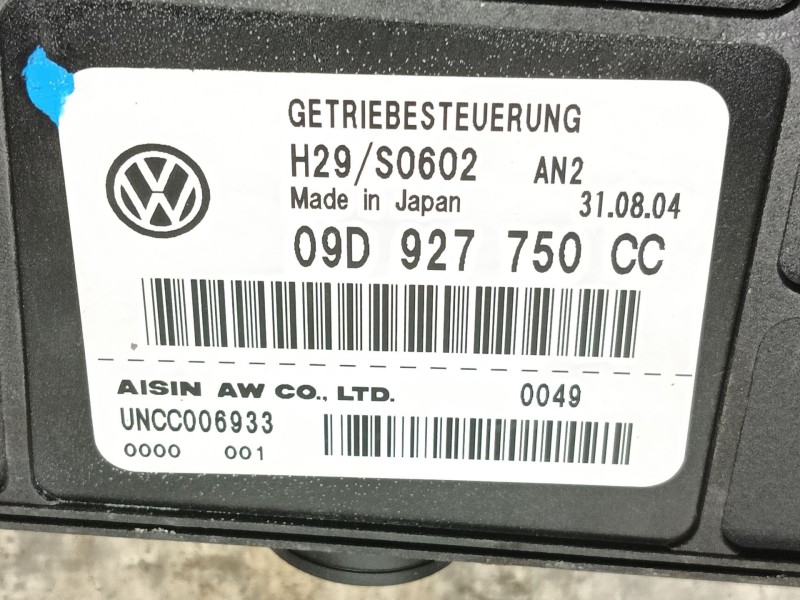 GETRIEBESTEUERUNG
H29/S0602 AN2
Made in Japan 31.08.04
09D 927 750 CC
AISIN AW CO., LTD. 0049
UNCC006933
0000 001